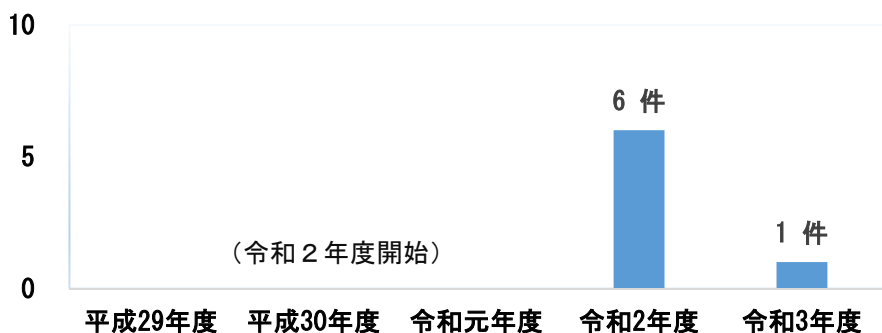 10
6 件
5
1 件
（令和２年度開始）
0
平成29年度 平成30年度 令和元年度 令和2年度 令和3年度